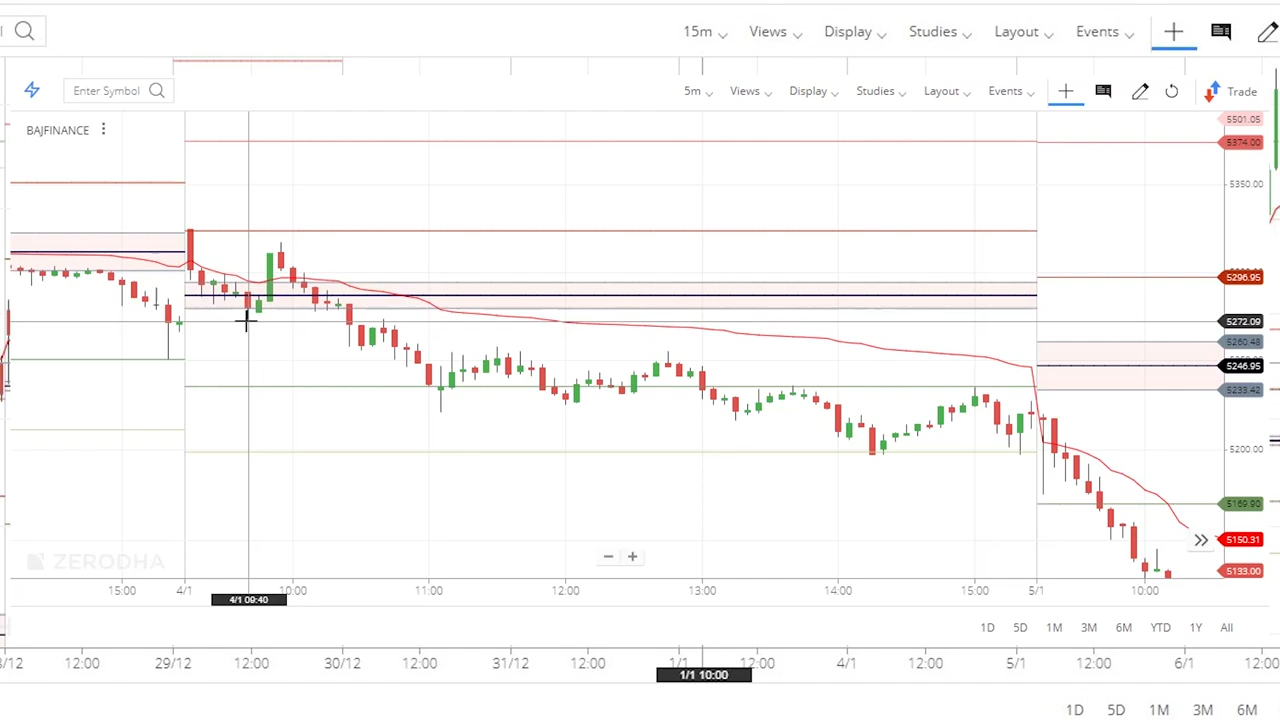 15m Views Display Studies Layout Events
Enter Symbol 5m Views Display Studies Layout Events Trade
BAJFINANCE
5501.05
5374.00
5350.00
5296.95
5272.09
5260.48
5246.95
5233.42
5200.00
5169.90
5150.31
5133.00
ZERODHA
15:00 4/1 10:00 11:00 12:00 13:00 14:00 15:00 5/1 10:00
4/1 09:40
1D 5D 1M 3M 6M YTD 1Y All
12:00 29/12 12:00 30/12 12:00 31/12 12:00 1/1 12:00 4/1 12:00 5/1 12:00 6/1
1/1 10:00
1D 5D 1M 3M 6M